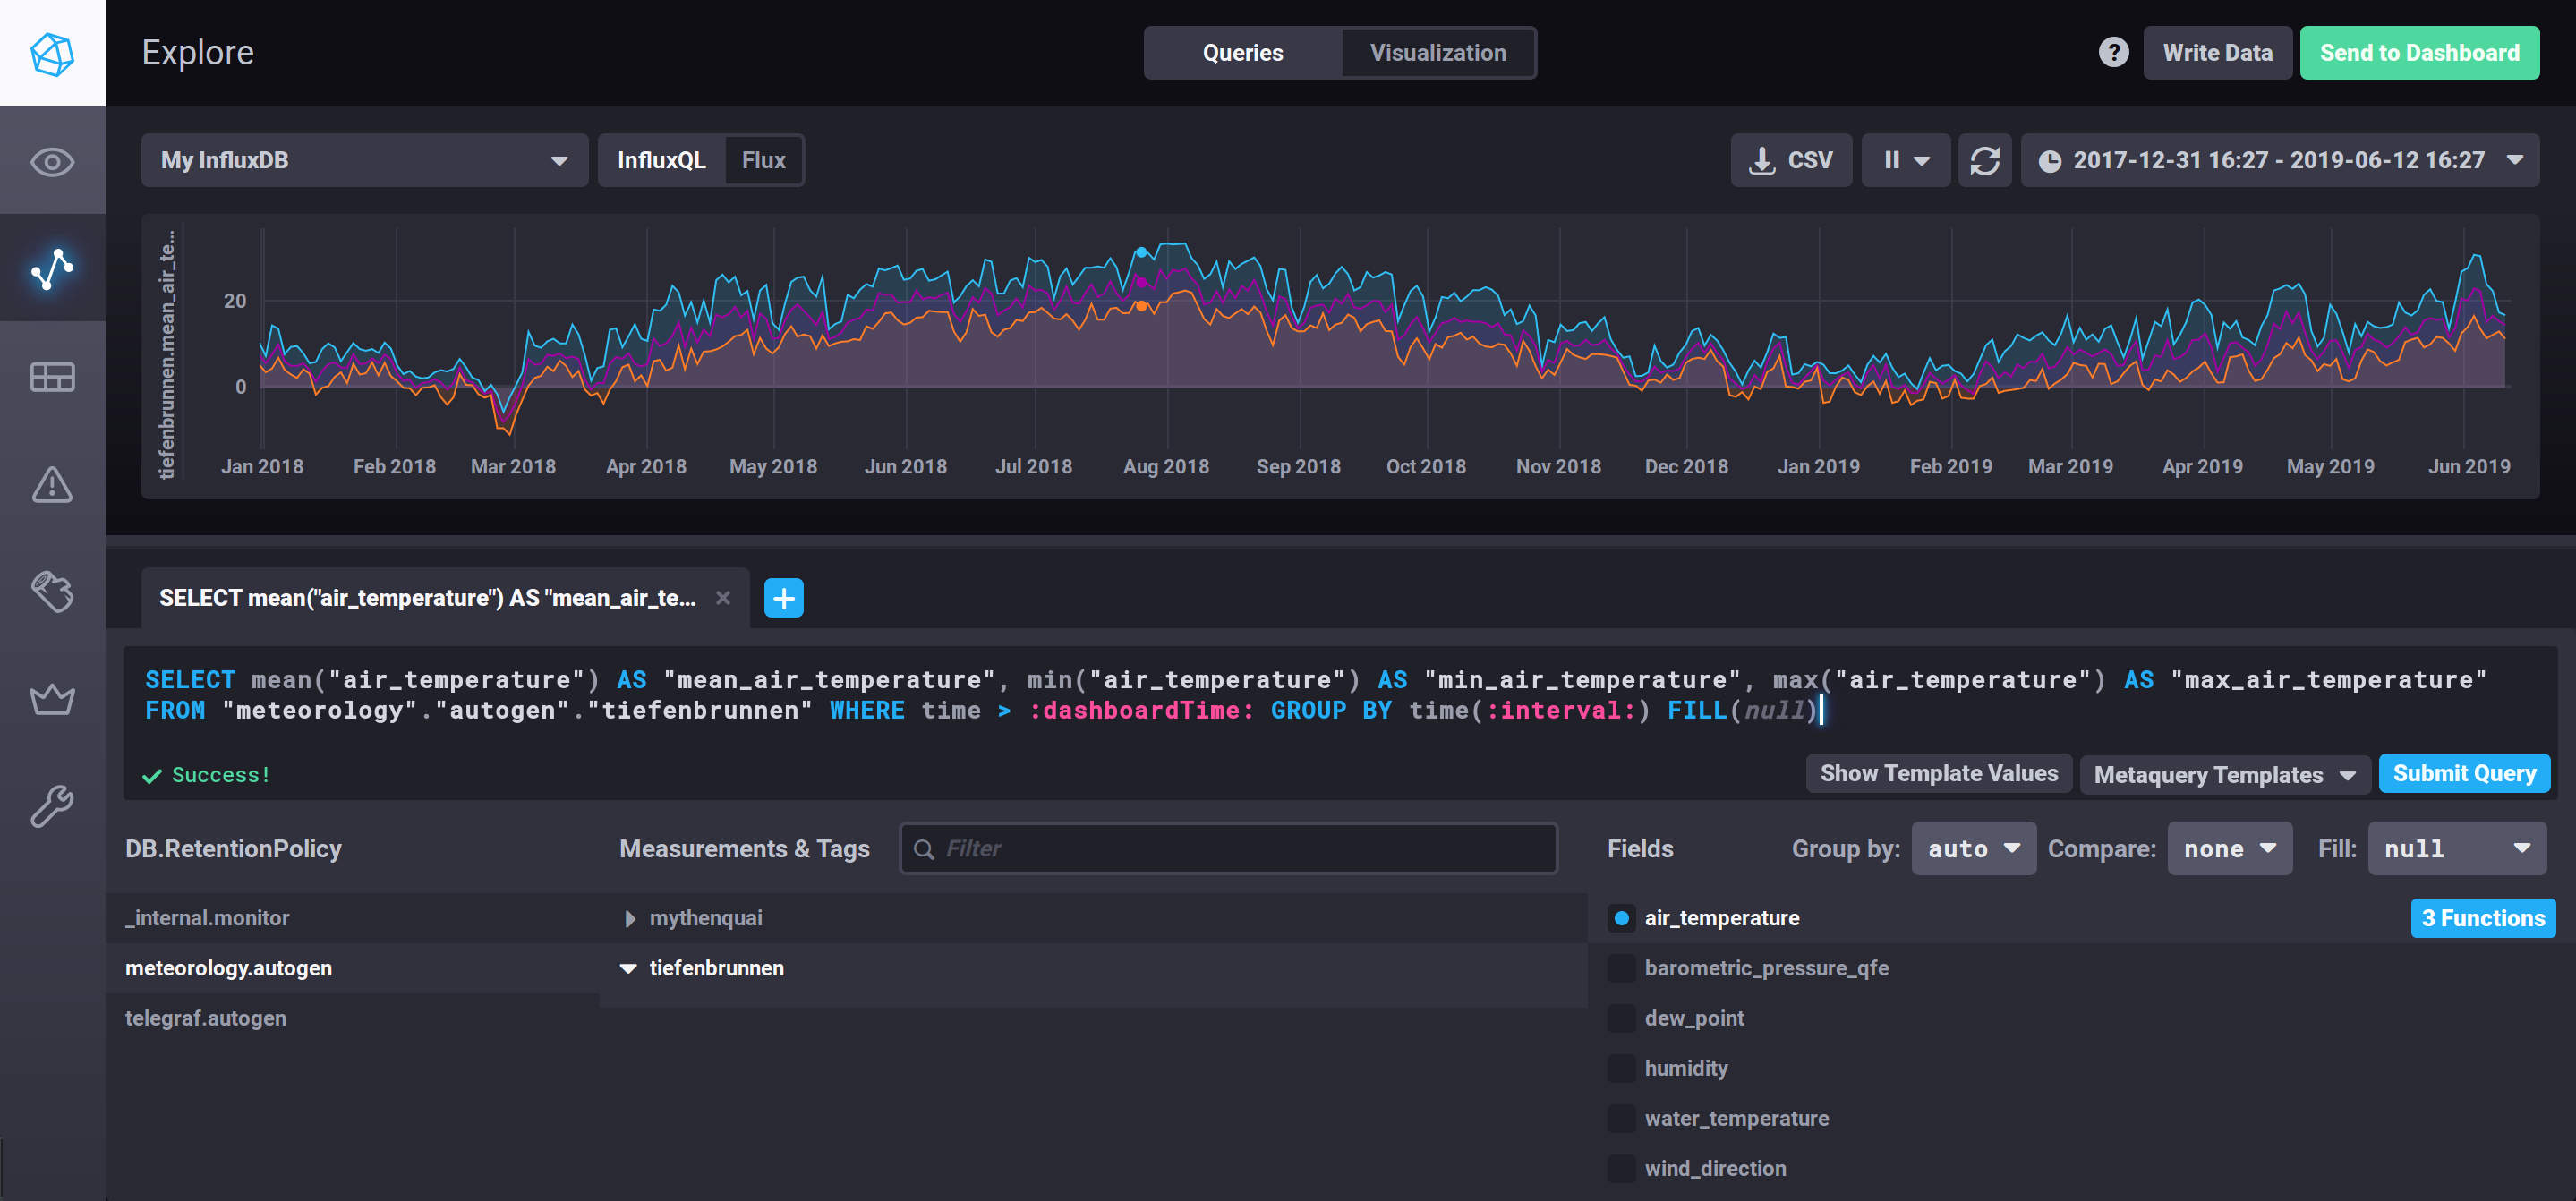 Explore
Queries Visualization
? Write Data Send to Dashboard
My InfluxDB
InfluxQL Flux
CSV
2017-12-31 16:27 - 2019-06-12 16:27
tiefenbrunnen.mean_air_te...
20
0
Jan 2018 Feb 2018 Mar 2018 Apr 2018 May 2018 Jun 2018 Jul 2018 Aug 2018 Sep 2018 Oct 2018 Nov 2018 Dec 2018 Jan 2019 Feb 2019 Mar 2019 Apr 2019 May 2019 Jun 2019
SELECT mean("air_temperature") AS "mean_air_te... × +
SELECT mean("air_temperature") AS "mean_air_temperature", min("air_temperature") AS "min_air_temperature", max("air_temperature") AS "max_air_temperature"
FROM "meteorology"."autogen"."tiefenbrunnen" WHERE time > :dashboardTime: GROUP BY time(:interval:) FILL(null)
Success!
Show Template Values Metaquery Templates Submit Query
DB.RetentionPolicy
Measurements & Tags Filter
Fields Group by: auto Compare: none Fill: null
_internal.monitor
meteorology.autogen
telegraf.autogen
mythenquai
tiefenbrunnen
air_temperature 3 Functions
barometric_pressure_qfe
dew_point
humidity
water_temperature
wind_direction